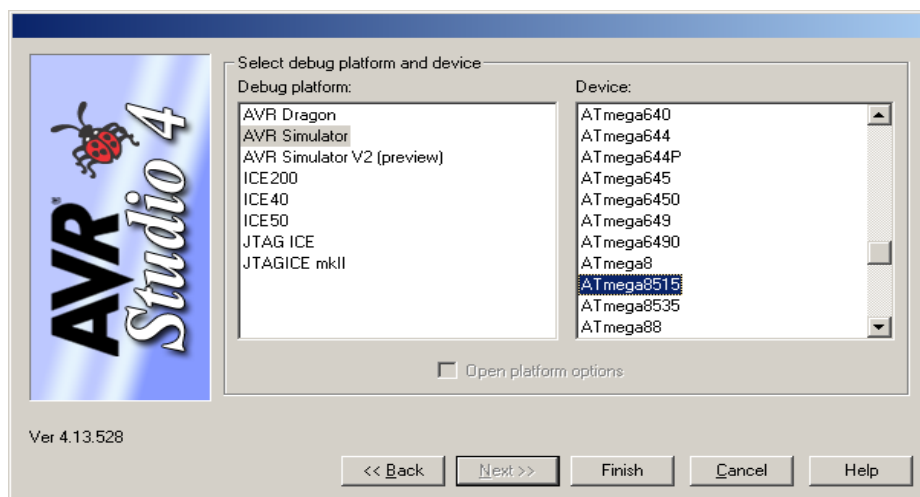 AVR®
Studio 4
Select debug platform and device
Debug platform:
AVR Dragon
AVR Simulator
AVR Simulator V2 (preview)
ICE200
ICE40
ICE50
JTAG ICE
JTAGICE mkII
Device:
ATmega640
ATmega644
ATmega644P
ATmega645
ATmega6450
ATmega649
ATmega6490
ATmega8
ATmega8515
ATmega8535
ATmega88
Open platform options
Ver 4.13.528
<< Back
Next >>
Finish
Cancel
Help